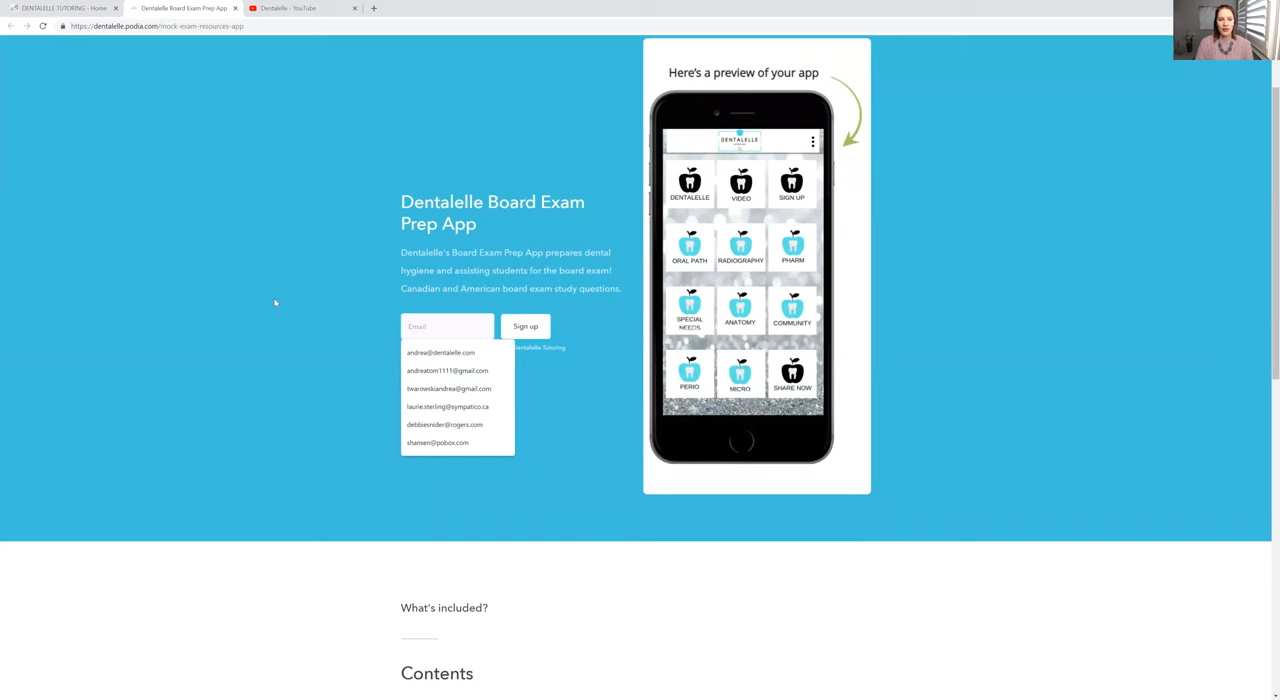 DENTALELLE TUTORING - Home
Dentalelle Board Exam Prep App
Dentalelle - YouTube
https://dentalelle.podia.com/mock-exam-resources-app
Dentalelle Board Exam
Prep App
Dentalelle's Board Exam Prep App prepares dental
hygiene and assisting students for the board exam!
Canadian and American board exam study questions.
Email
Sign up
Dentalelle Tutoring
andrea@dentalelle.com
andreatom1111@gmail.com
twarowskiandrea@gmail.com
laurie.sterling@sympatico.ca
debbiesnider@rogers.com
shansen@pobox.com
Here's a preview of your app
DENTALELLE
TUTORING
DENTALELLE
VIDEO
SIGN UP
ORAL PATH
RADIOGRAPHY
PHARM
SPECIAL
NEEDS
ANATOMY
COMMUNITY
PERIO
MICRO
SHARE NOW
What's included?
Contents